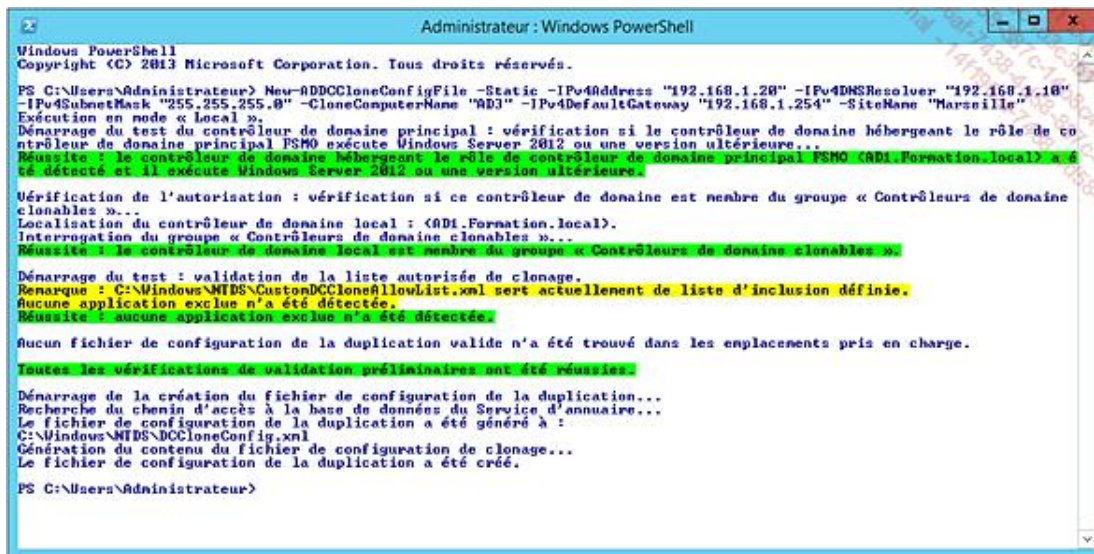 Administrateur : Windows PowerShell
Windows PowerShell
Copyright (C) 2013 Microsoft Corporation. Tous droits réservés.
PS C:\Users\Administrateur> New-ADDCCloneConfigFile -Static -IPv4Address "192.168.1.20" -IPv4DNSResolver "192.168.1.10"
-IPv4SubnetMask "255.255.255.0" -CloneComputerName "AD3" -IPv4DefaultGateway "192.168.1.254" -SiteName "Marseille"
Exécution en mode « Local ».
Démarrage du test du contrôleur de domaine principal : vérification si le contrôleur de domaine hébergeant le rôle de co
ntrôleur de domaine principal FSMO exécute Windows Server 2012 ou une version ultérieure...
Réussite : le contrôleur de domaine hébergeant le rôle de contrôleur de domaine principal FSMO (AD1.Formation.local) a é
té détecté et il exécute Windows Server 2012 ou une version ultérieure.
Vérification de l'autorisation : vérification si ce contrôleur de domaine est membre du groupe « Contrôleurs de domaine
clonables »...
Localisation du contrôleur de domaine local : (AD1.Formation.local).
Interrogation du groupe « Contrôleurs de domaine clonables »...
Réussite : le contrôleur de domaine local est membre du groupe « Contrôleurs de domaine clonables ».
Démarrage du test : validation de la liste autorisée de clonage.
Remarque : C:\Windows\NTDS\CustomDCCloneAllowList.xml sert actuellement de liste d'inclusion définie.
Aucune application exclue n'a été détectée.
Réussite : aucune application exclue n'a été détectée.
Aucun fichier de configuration de la duplication valide n'a été trouvé dans les emplacements pris en charge.
Toutes les vérifications de validation préliminaires ont été réussies.
Démarrage de la création du fichier de configuration de la duplication...
Recherche du chemin d'accès à la base de données du Service d'annuaire...
Le fichier de configuration de la duplication a été généré à :
C:\Windows\NTDS\DCCloneConfig.xml
Génération du contenu du fichier de configuration de clonage...
Le fichier de configuration de la duplication a été créé.
PS C:\Users\Administrateur>